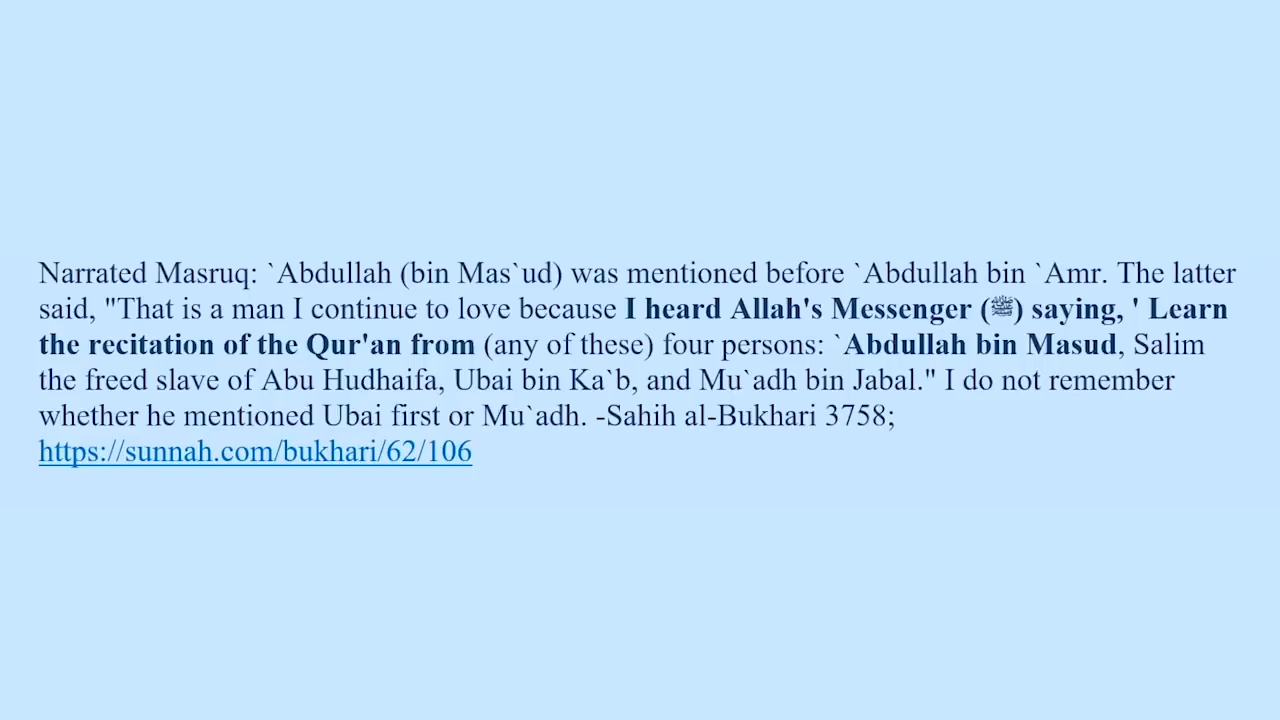 Narrated Masruq: `Abdullah (bin Mas`ud) was mentioned before `Abdullah bin `Amr. The latter
said, "That is a man I continue to love because I heard Allah's Messenger (ﷺ) saying, ' Learn
the recitation of the Qur'an from (any of these) four persons: `Abdullah bin Masud, Salim
the freed slave of Abu Hudhaifa, Ubai bin Ka`b, and Mu`adh bin Jabal." I do not remember
whether he mentioned Ubai first or Mu`adh. -Sahih al-Bukhari 3758;
https://sunnah.com/bukhari/62/106